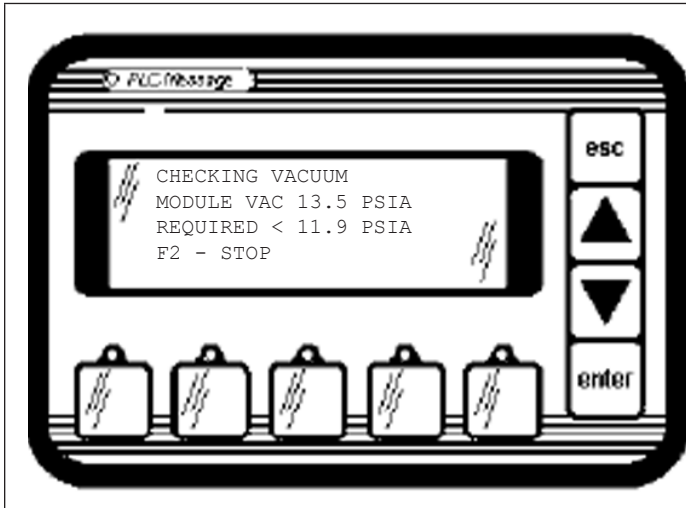 PLC Message
CHECKING VACUUM
MODULE VAC 13.5 PSIA
REQUIRED < 11.9 PSIA
F2 - STOP
esc
enter